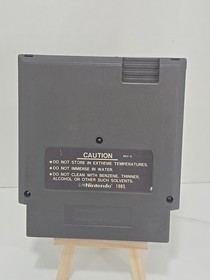 CAUTION
● DO NOT STORE IN EXTREME TEMPERATURES.
● DO NOT IMMERSE IN WATER.
● DO NOT CLEAN WITH BENZENE, THINNER,
ALCOHOL OR OTHER SUCH SOLVENTS.
Nintendo 1985